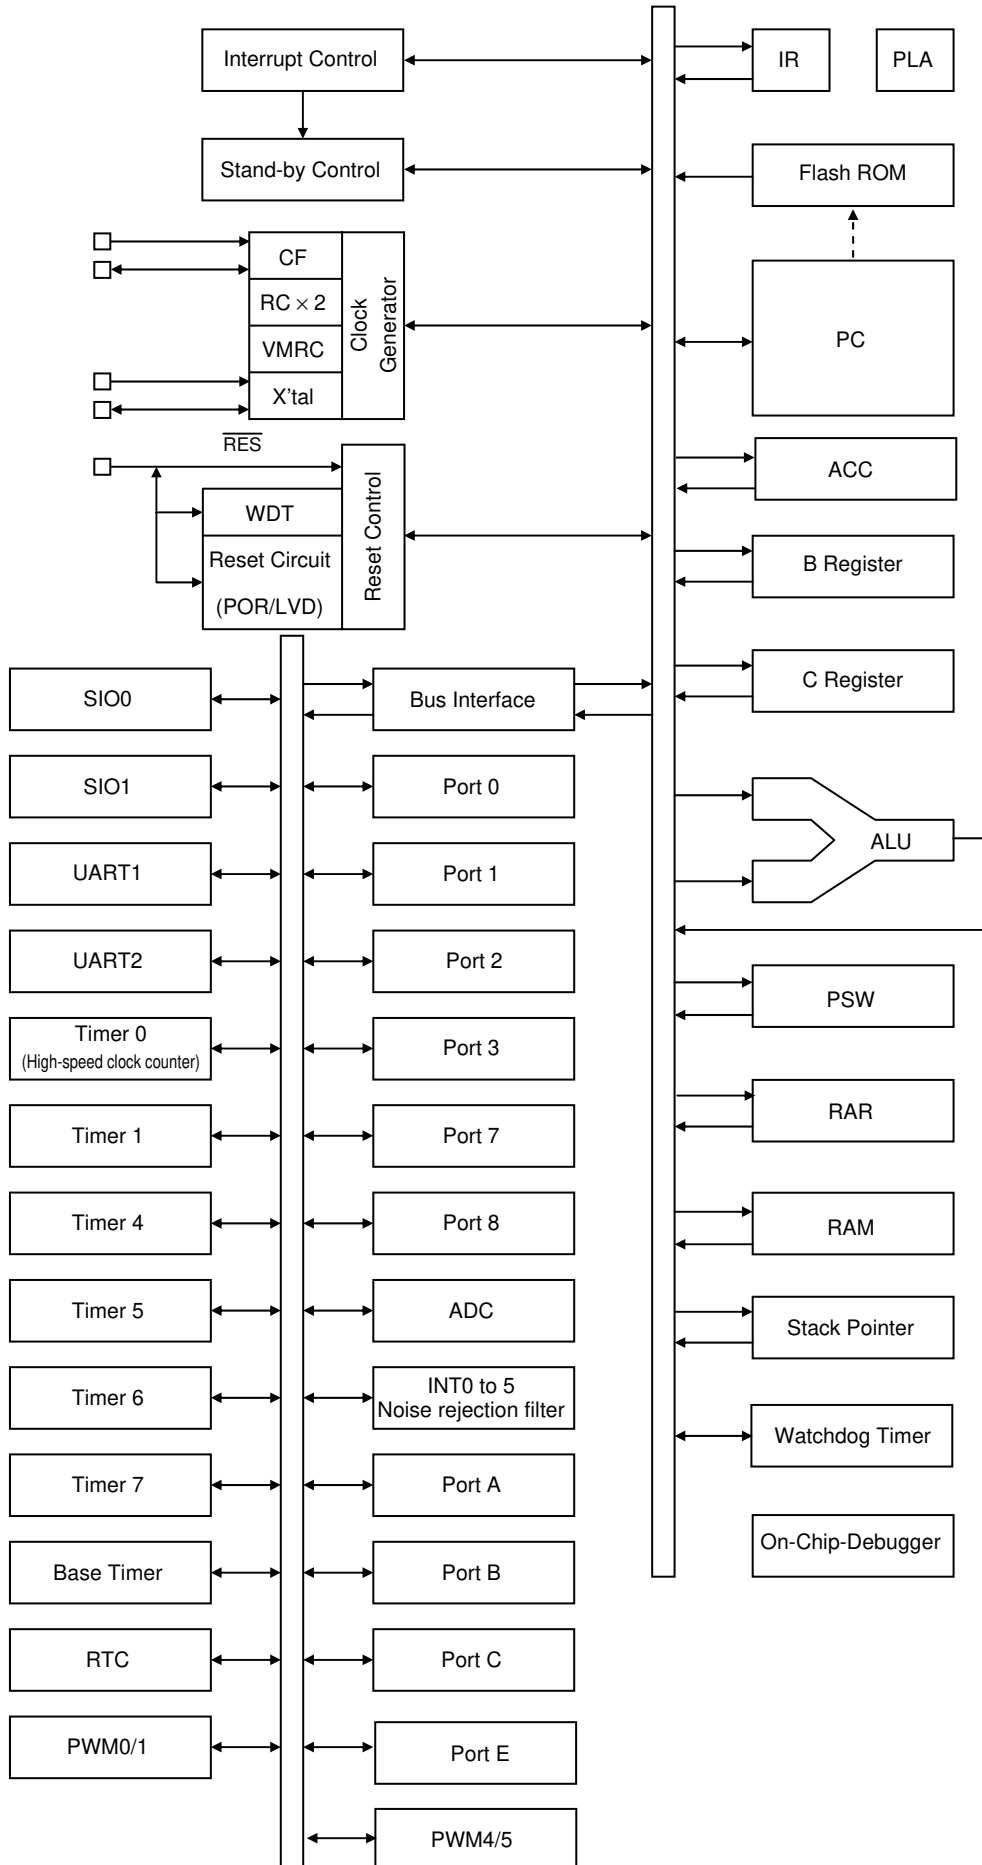 Interrupt Control
IR
PLA
Stand-by Control
Flash ROM
CF
RC × 2
VMRC
X'tal
Clock
Generator
PC
RES
WDT
Reset Circuit
(POR/LVD)
Reset Control
ACC
B Register
C Register
SIO0
Bus Interface
SIO1
Port 0
ALU
UART1
Port 1
UART2
Port 2
PSW
Timer 0
(High-speed clock counter)
Port 3
RAR
Timer 1
Port 7
Timer 4
Port 8
RAM
Timer 5
ADC
Stack Pointer
Timer 6
INT0 to 5
Noise rejection filter
Watchdog Timer
Timer 7
Port A
On-Chip-Debugger
Base Timer
Port B
RTC
Port C
PWM0/1
Port E
PWM4/5